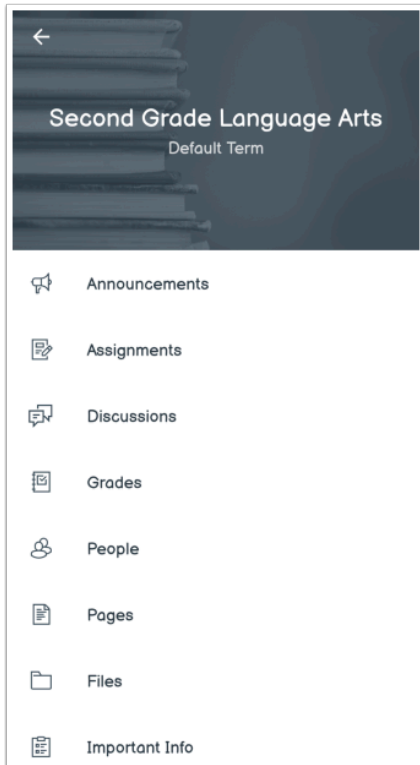 Second Grade Language Arts
Default Term
Announcements
Assignments
Discussions
Grades
People
Pages
Files
Important Info